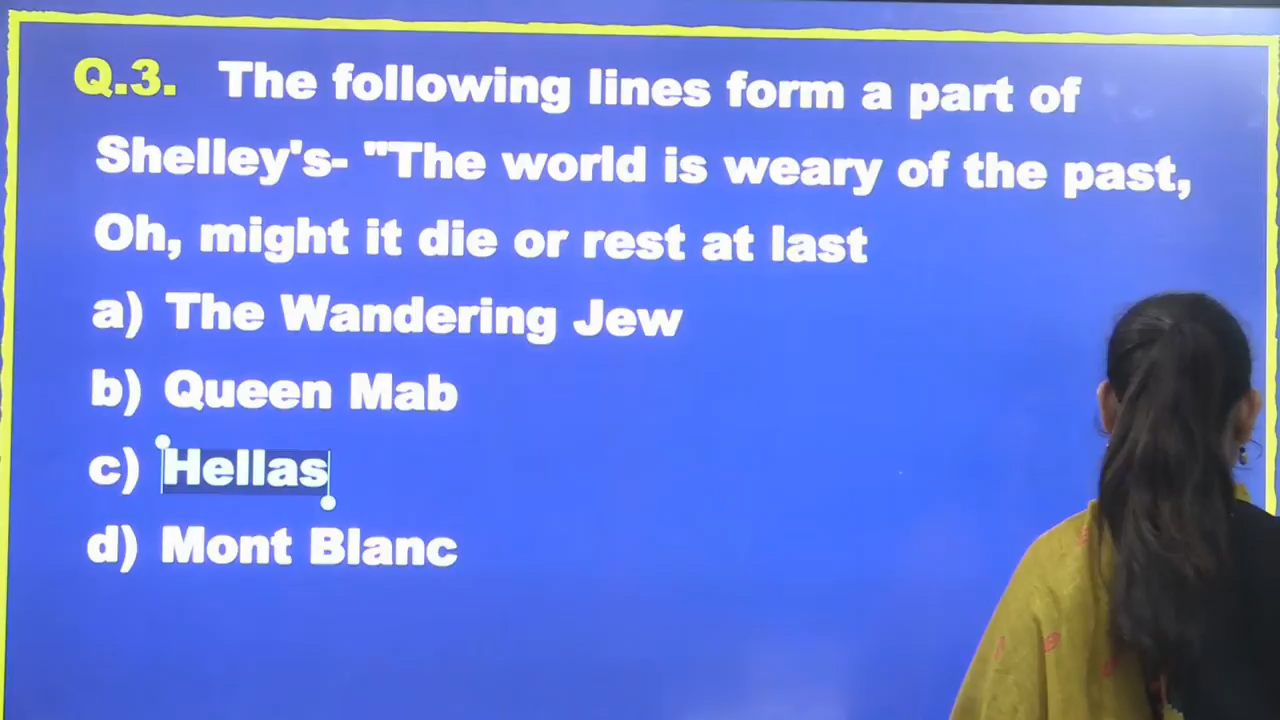 Q.3. The following lines form a part of
Shelley's- "The world is weary of the past,
Oh, might it die or rest at last
a) The Wandering Jew
b) Queen Mab
c) Hellas
d) Mont Blanc